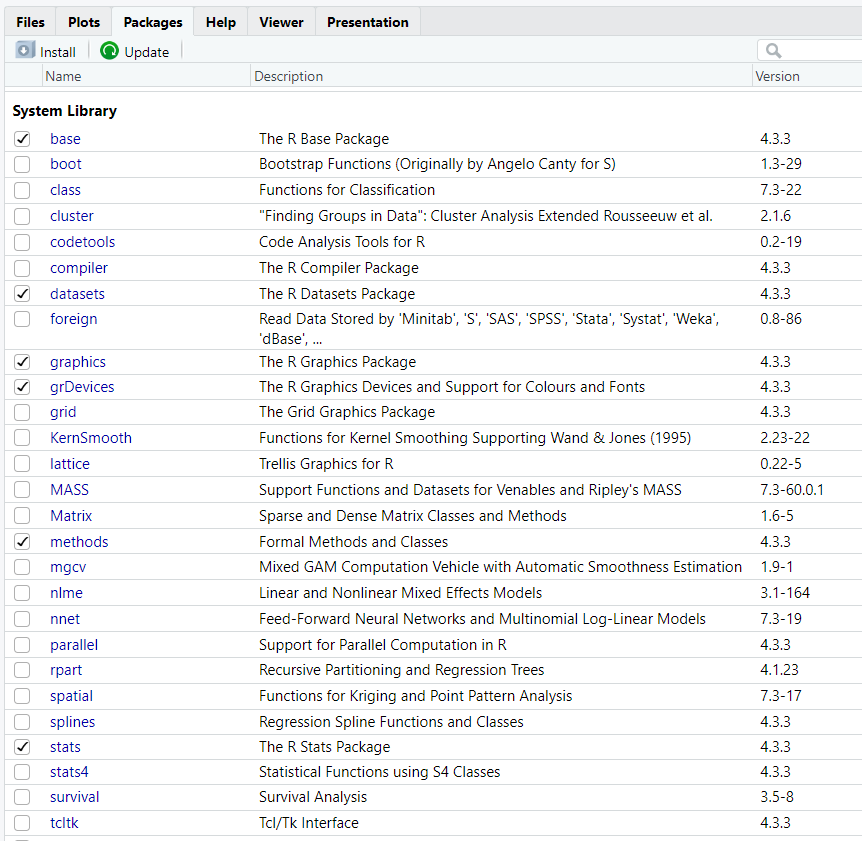 Files Plots Packages Help Viewer Presentation
Install Update
Name Description Version
System Library
base The R Base Package 4.3.3
boot Bootstrap Functions (Originally by Angelo Canty for S) 1.3-29
class Functions for Classification 7.3-22
cluster "Finding Groups in Data": Cluster Analysis Extended Rousseeuw et al. 2.1.6
codetools Code Analysis Tools for R 0.2-19
compiler The R Compiler Package 4.3.3
datasets The R Datasets Package 4.3.3
foreign Read Data Stored by 'Minitab', 'S', 'SAS', 'SPSS', 'Stata', 'Systat', 'Weka', 0.8-86
'dBase', ...
graphics The R Graphics Package 4.3.3
grDevices The R Graphics Devices and Support for Colours and Fonts 4.3.3
grid The Grid Graphics Package 4.3.3
KernSmooth Functions for Kernel Smoothing Supporting Wand & Jones (1995) 2.23-22
lattice Trellis Graphics for R 0.22-5
MASS Support Functions and Datasets for Venables and Ripley's MASS 7.3-60.0.1
Matrix Sparse and Dense Matrix Classes and Methods 1.6-5
methods Formal Methods and Classes 4.3.3
mgcv Mixed GAM Computation Vehicle with Automatic Smoothness Estimation 1.9-1
nlme Linear and Nonlinear Mixed Effects Models 3.1-164
nnet Feed-Forward Neural Networks and Multinomial Log-Linear Models 7.3-19
parallel Support for Parallel Computation in R 4.3.3
rpart Recursive Partitioning and Regression Trees 4.1.23
spatial Functions for Kriging and Point Pattern Analysis 7.3-17
splines Regression Spline Functions and Classes 4.3.3
stats The R Stats Package 4.3.3
stats4 Statistical Functions using S4 Classes 4.3.3
survival Survival Analysis 3.5-8
tcltk Tcl/Tk Interface 4.3.3